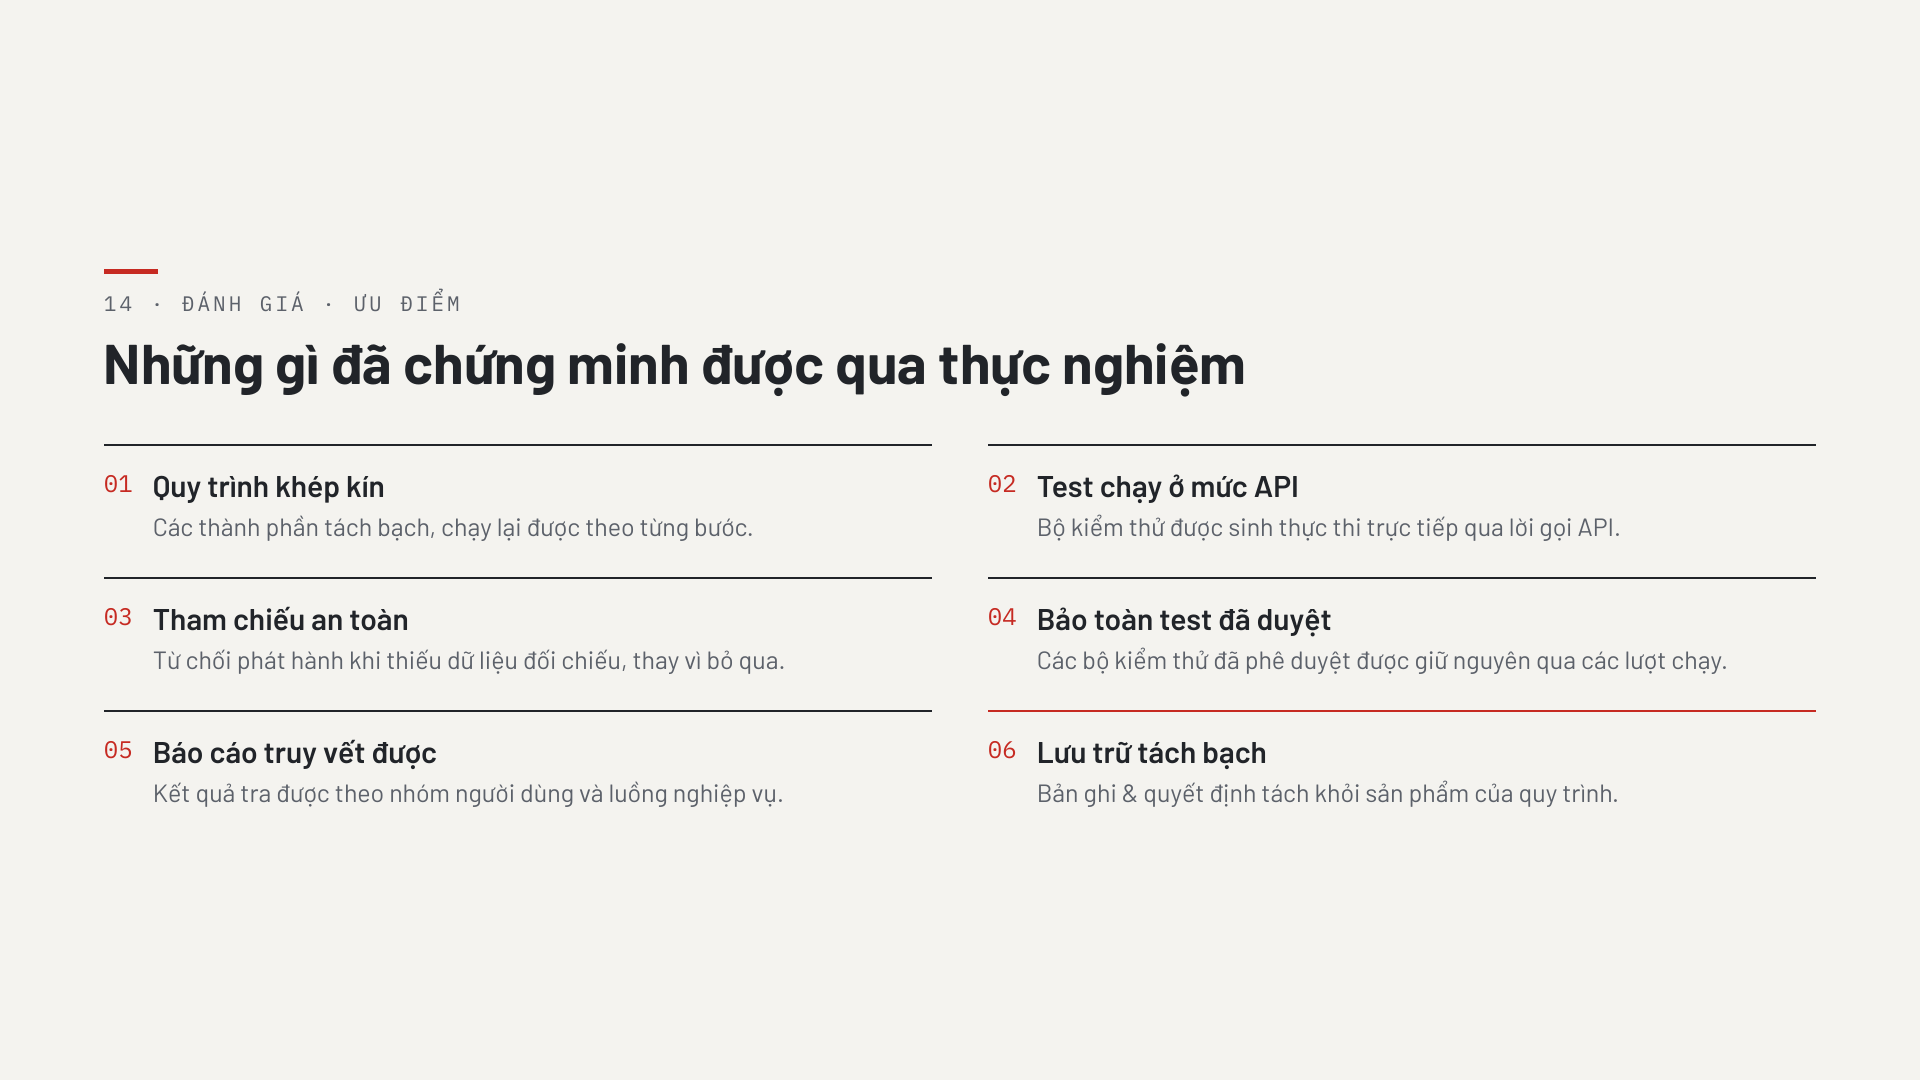 14 · ĐÁNH GIÁ · ƯU ĐIỂM
Những gì đã chứng minh được qua thực nghiệm
01 Quy trình khép kín
Các thành phần tách bạch, chạy lại được theo từng bước.
02 Test chạy ở mức API
Bộ kiểm thử được sinh thực thi trực tiếp qua lời gọi API.
03 Tham chiếu an toàn
Từ chối phát hành khi thiếu dữ liệu đối chiếu, thay vì bỏ qua.
04 Bảo toàn test đã duyệt
Các bộ kiểm thử đã phê duyệt được giữ nguyên qua các lượt chạy.
05 Báo cáo truy vết được
Kết quả tra được theo nhóm người dùng và luồng nghiệp vụ.
06 Lưu trữ tách bạch
Bản ghi & quyết định tách khỏi sản phẩm của quy trình.